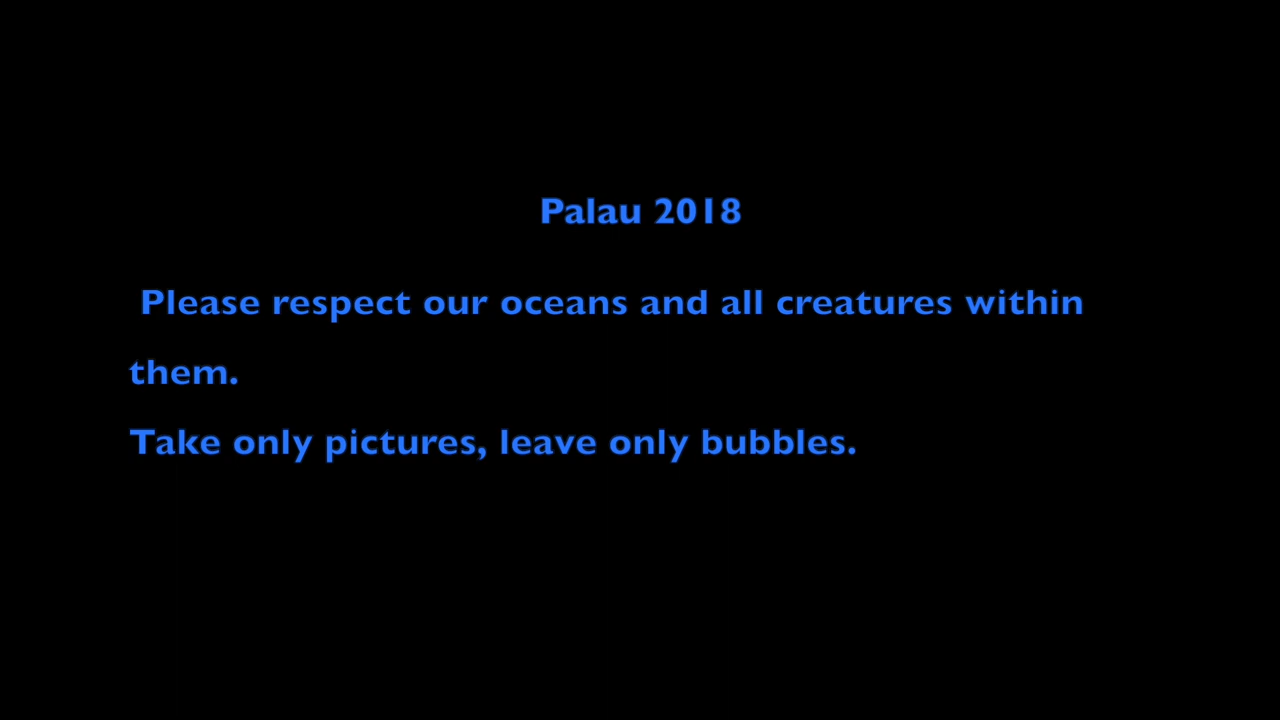 Palau 2018
Please respect our oceans and all creatures within
them.
Take only pictures, leave only bubbles.